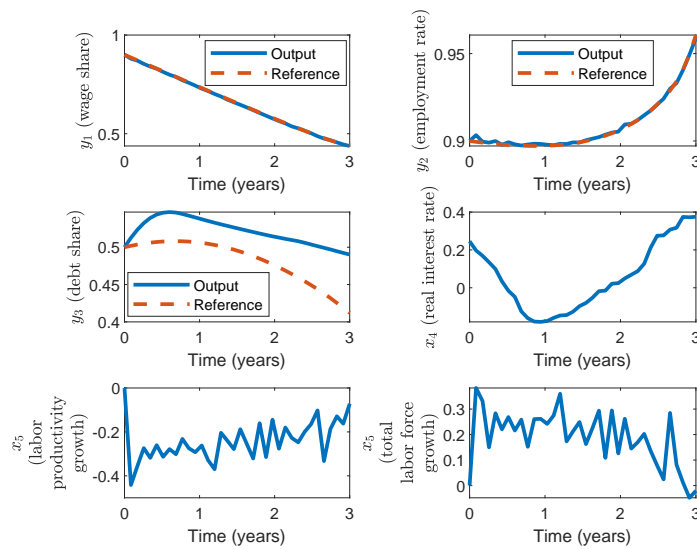 1
0.5
0
1
2
3
Time (years)
y1 (wage share)
Output
Reference
0.95
0.9
0
1
2
3
Time (years)
y2 (employment rate)
Output
Reference
0.5
0.4
0
1
2
3
Time (years)
y3 (debt share)
Output
Reference
0.4
0.2
0
0
1
2
3
Time (years)
x4 (real interest rate)
0
-0.2
-0.4
0
1
2
3
Time (years)
x5
(labor
productivity
growth)
0.3
0.2
0.1
0
0
1
2
3
Time (years)
x5
(total
labor force
growth)